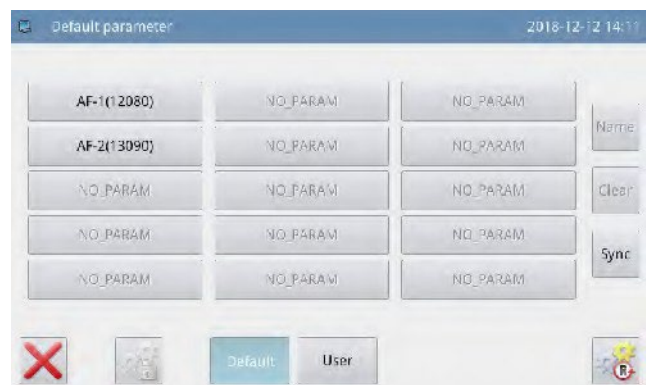 Default parameter 2018-12-12 14:11
AF-1(12080) NO_PARAM NO_PARAM
Name
AF-2(13090) NO_PARAM NO_PARAM
NO_PARAM NO_PARAM NO_PARAM
Clear
NO_PARAM NO_PARAM NO_PARAM
Sync
NO_PARAM NO_PARAM NO_PARAM
Default User
R